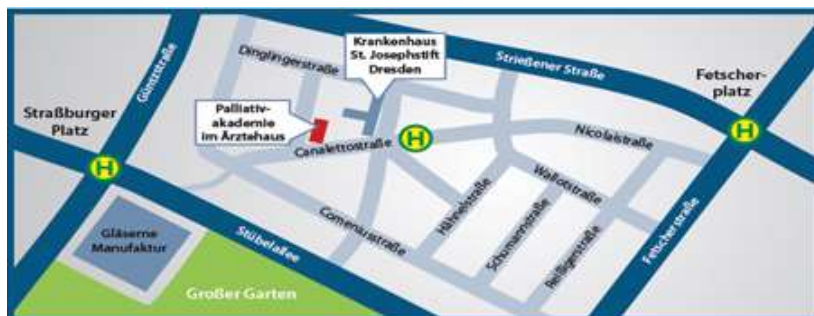 Krankenhaus
St. Josephstift
Dresden
Dinglingerstraße
Güntzstraße
Strießener Straße
Fetscher-
platz
Straßburger
Platz
Palliativ-
akademie
im Ärztehaus
H
H
H
Nicolaistraße
Canalettostraße
Wallotstraße
Hähnelstraße
Schumannstraße
Reißigerstraße
Fetscherstraße
Comeniusstraße
Stübelallee
Gläserne
Manufaktur
Großer Garten